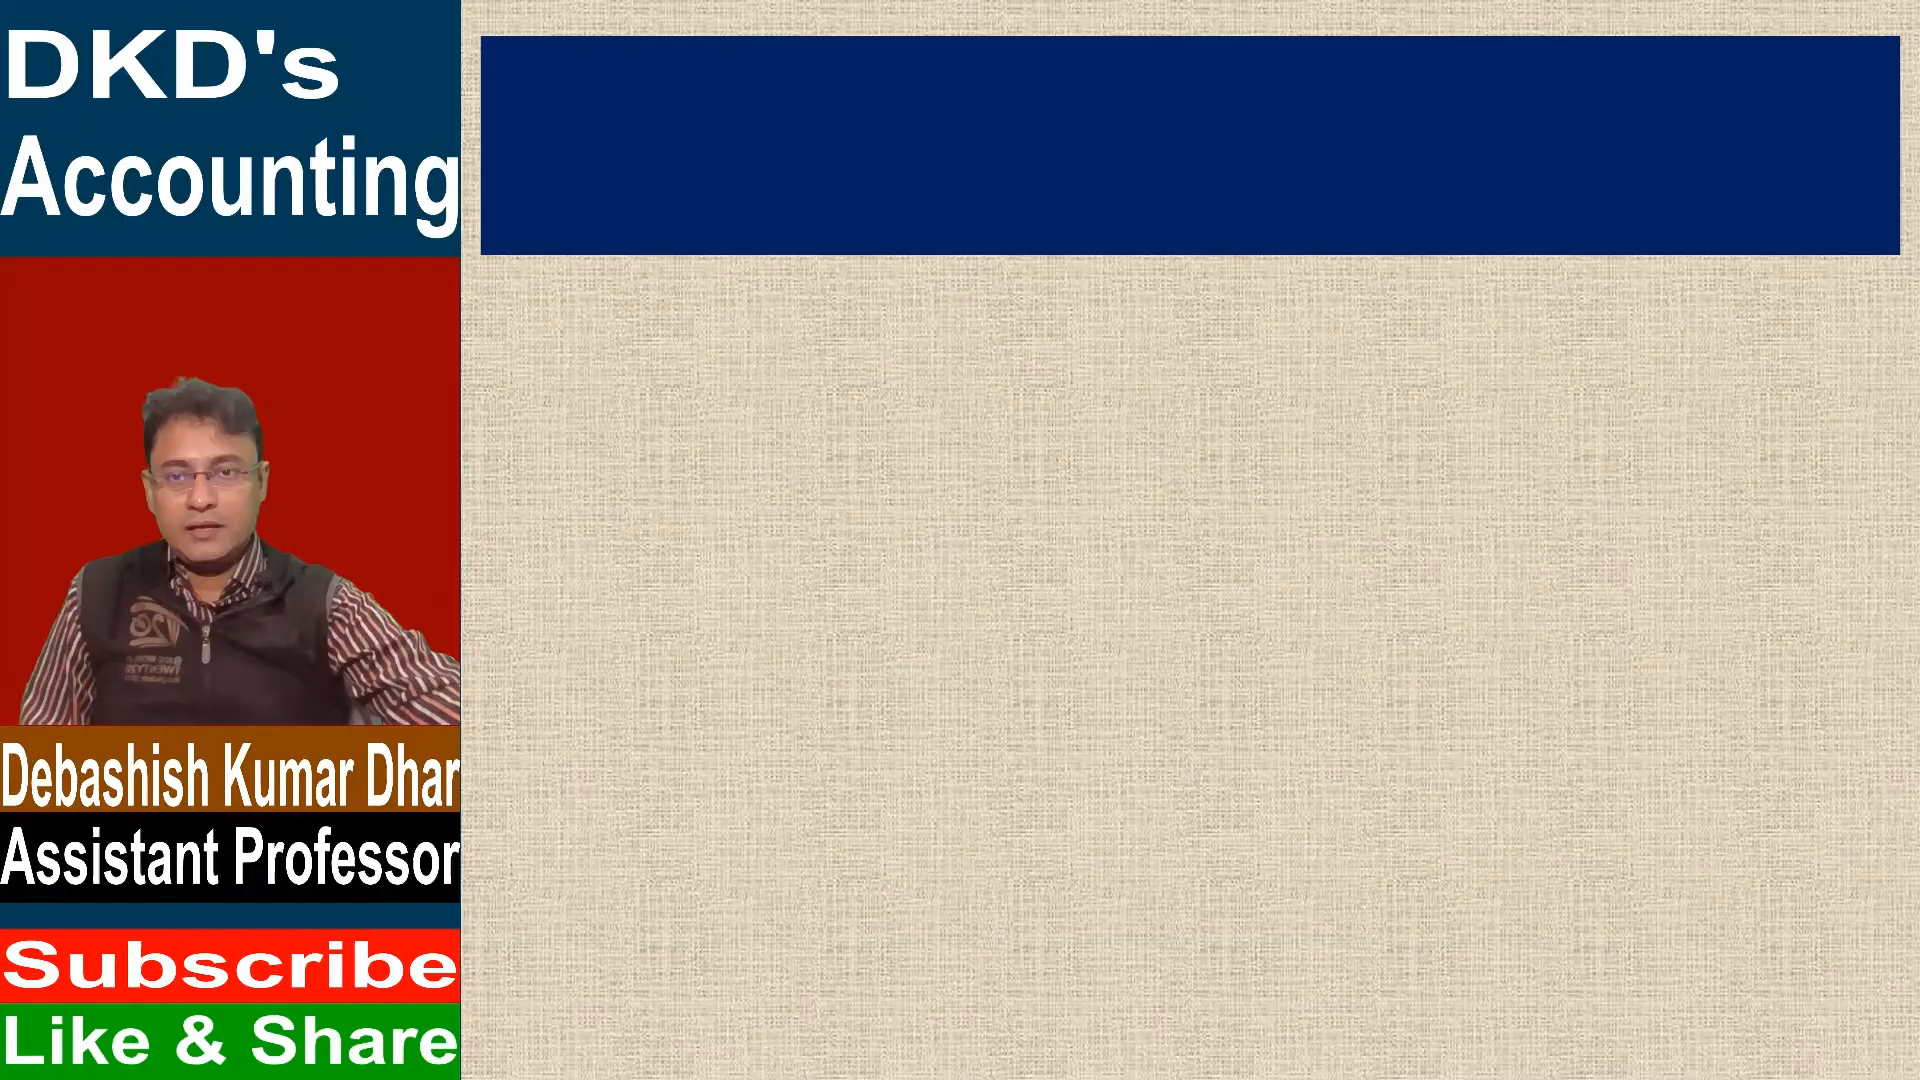 DKD's
Accounting
Debashish Kumar Dhar
Assistant Professor
Subscribe
Like & Share